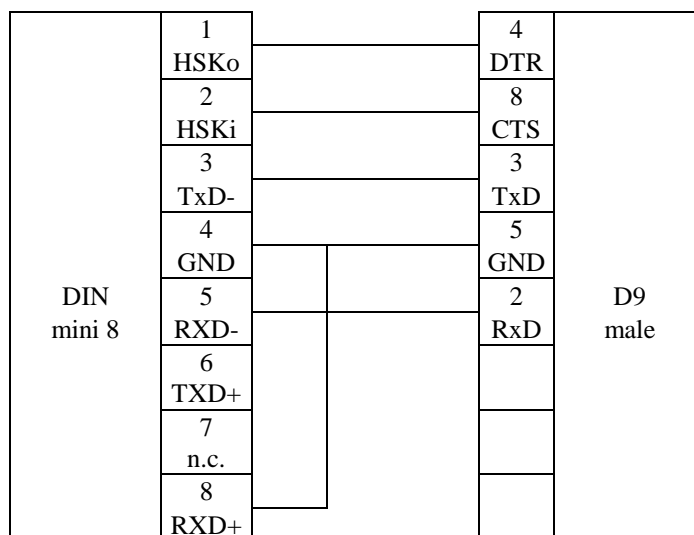 1
HSKo
4
DTR
2
HSKi
8
CTS
3
TxD-
3
TxD
4
GND
5
GND
DIN
mini 8
5
RXD-
2
RxD
D9
male
6
TXD+
7
n.c.
8
RXD+